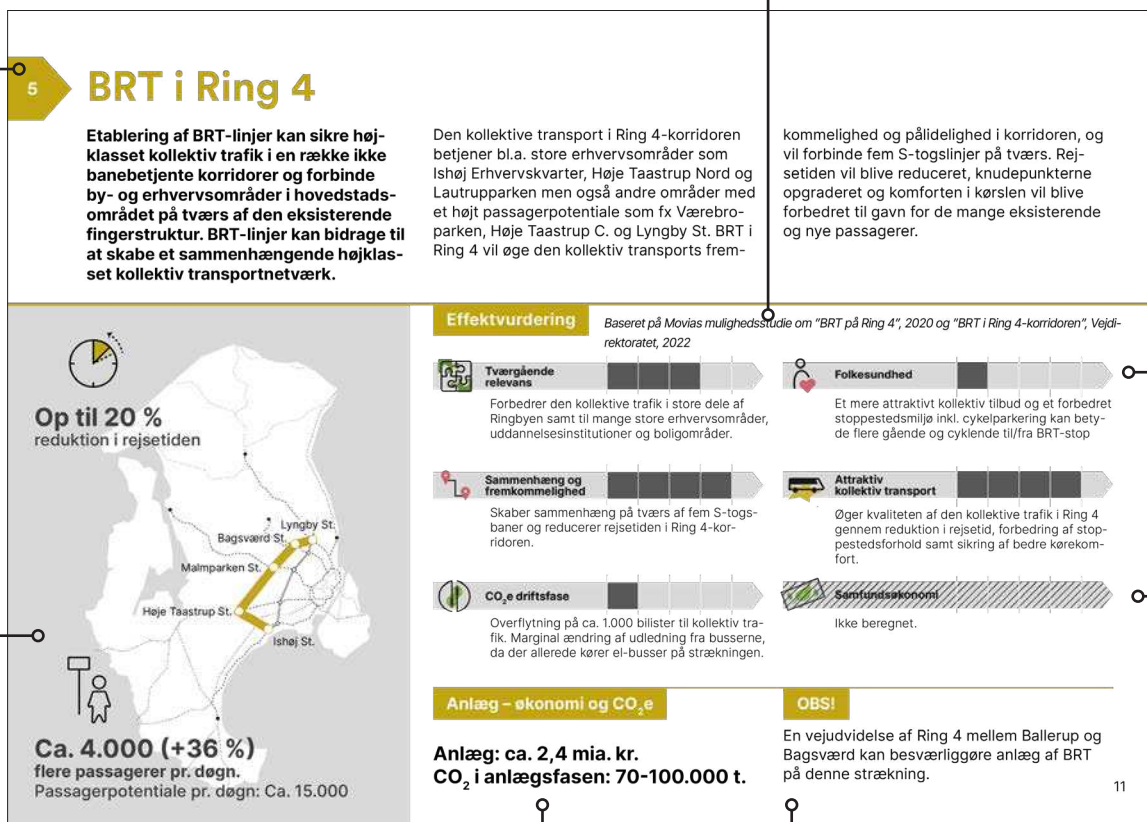 5
BRT i Ring 4
Etablering af BRT-linjer kan sikre høj-
klasset kollektiv trafik i en række ikke
banebetjente korridorer og forbinde
by- og erhvervsområder i hovedstads-
området på tværs af den eksisterende
fingerstruktur. BRT-linjer kan bidrage til
at skabe et sammenhængende højklas-
set kollektiv transportnetværk.
Den kollektive transport i Ring 4-korridoren
betjener bl.a. store erhvervsområder som
Ishøj Erhvervskvarter, Høje Taastrup Nord og
Lautrupparken men også andre områder med
et højt passagerpotentiale som fx Værebro-
parken, Høje Taastrup C. og Lyngby St. BRT i
Ring 4 vil øge den kollektiv transports frem-
kommelighed og pålidelighed i korridoren, og
vil forbinde fem S-togslinjer på tværs. Rej-
setiden vil blive reduceret, knudepunkterne
opgraderet og komforten i kørslen vil blive
forbedret til gavn for de mange eksisterende
og nye passagerer.
Op til 20 %
reduktion i rejsetiden
Lyngby St.
Bagsværd St.
Malmparken St.
Høje Taastrup St.
Ishøj St.
Ca. 4.000 (+36 %)
flere passagerer pr. døgn.
Passagerpotentiale pr. døgn: Ca. 15.000
Effektvurdering
Baseret på Movias mulighedsstudie om "BRT på Ring 4", 2020 og "BRT i Ring 4-korridoren", Vejdi-
rektoratet, 2022
Tværgående
relevans
Forbedrer den kollektive trafik i store dele af
Ringbyen samt til mange store erhvervsområder,
uddannelsesinstitutioner og boligområder.
Folkesundhed
Et mere attraktivt kollektiv tilbud og et forbedret
stoppestedsmiljø inkl. cykelparkering kan bety-
de flere gående og cyklende til/fra BRT-stop
Sammenhæng og
fremkommelighed
Skaber sammenhæng på tværs af fem S-togs-
baner og reducerer rejsetiden i Ring 4-kor-
ridoren.
Attraktiv
kollektiv transport
Øger kvaliteten af den kollektive trafik i Ring 4
gennem reduktion i rejsetid, forbedring af stop-
pestedsforhold samt sikring af bedre kørekom-
fort.
CO₂e driftsfase
Overflytning på ca. 1.000 bilister til kollektiv tra-
fik. Marginal ændring af udledning fra busserne,
da der allerede kører el-busser på strækningen.
Samfundsøkonomi
Ikke beregnet.
Anlæg – økonomi og CO₂e
Anlæg: ca. 2,4 mia. kr.
CO₂ i anlægsfasen: 70-100.000 t.
OBS!
En vejudvidelse af Ring 4 mellem Ballerup og
Bagsværd kan besværliggøre anlæg af BRT
på denne strækning.
11